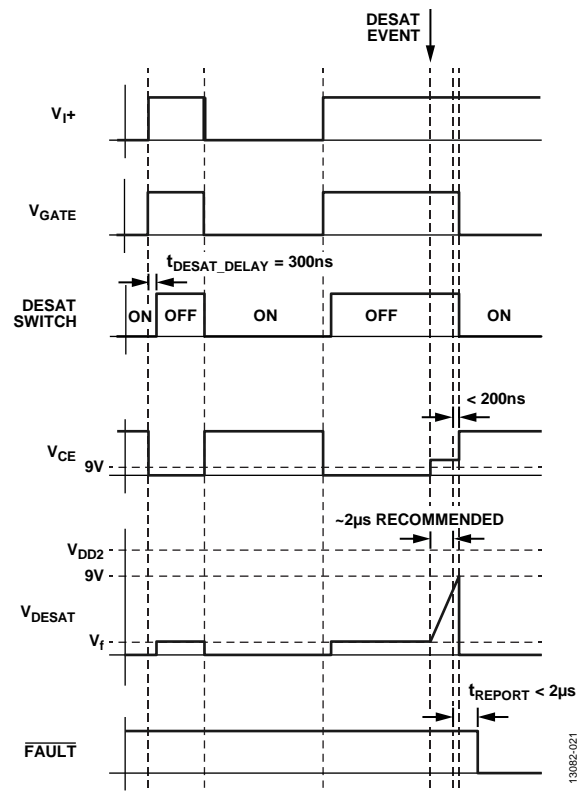 DESAT
EVENT
VI+
VGATE
tDESAT_DELAY = 300ns
DESAT
SWITCH
ON
OFF
ON
OFF
ON
< 200ns
VCE
9V
~2µs RECOMMENDED
VDD2
9V
VDESAT
Vf
tREPORT < 2µs
FAULT
13082-021